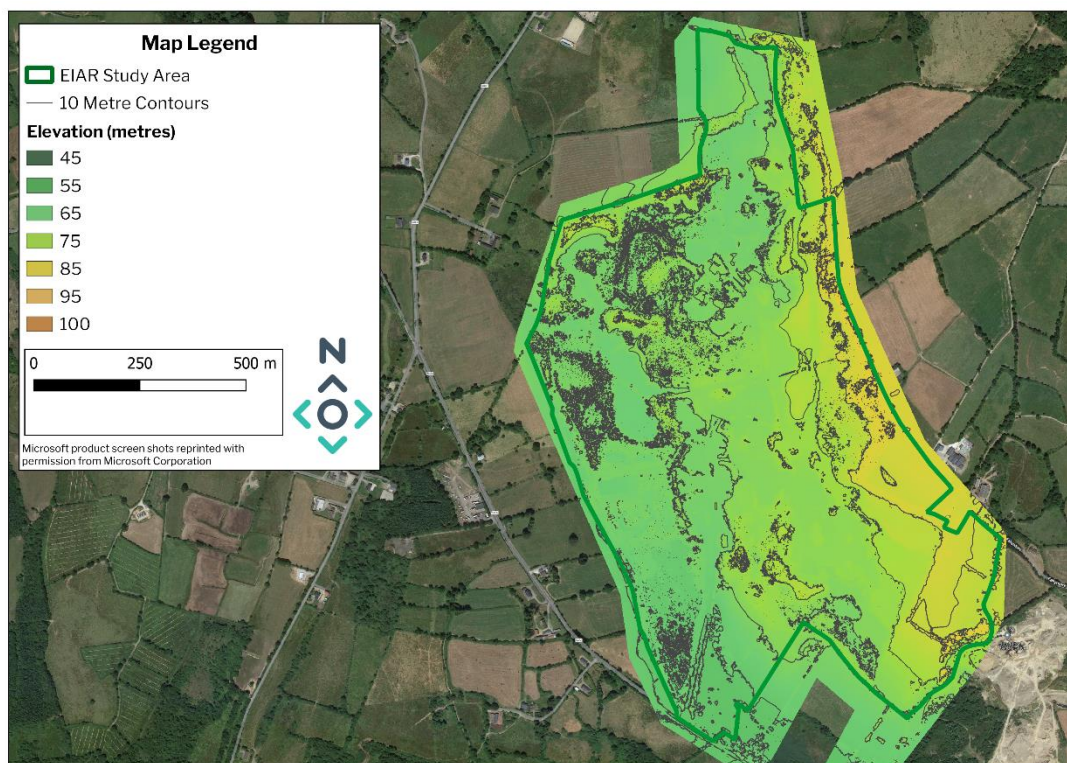 Map Legend
EIAR Study Area
10 Metre Contours
Elevation (metres)
45
55
65
75
85
95
100
0 250 500 m
N
Microsoft product screen shots reprinted with
permission from Microsoft Corporation